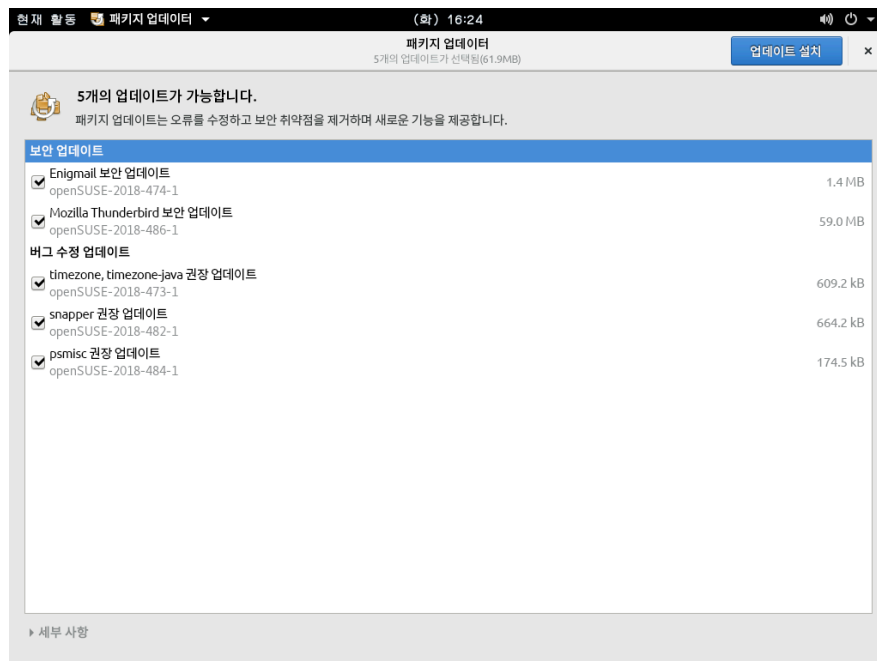 현재 활동 패키지 업데이터 (화) 16:24
패키지 업데이터
5개의 업데이트가 선택됨(61.9MB)
업데이트 설치
5개의 업데이트가 가능합니다.
패키지 업데이트는 오류를 수정하고 보안 취약점을 제거하며 새로운 기능을 제공합니다.
보안 업데이트
Enigmail 보안 업데이트
openSUSE-2018-474-1 1.4 MB
Mozilla Thunderbird 보안 업데이트
openSUSE-2018-486-1 59.0 MB
버그 수정 업데이트
timezone, timezone-java 권장 업데이트
openSUSE-2018-473-1 609.2 kB
snapper 권장 업데이트
openSUSE-2018-482-1 664.2 kB
psmisc 권장 업데이트
openSUSE-2018-484-1 174.5 kB
세부 사항